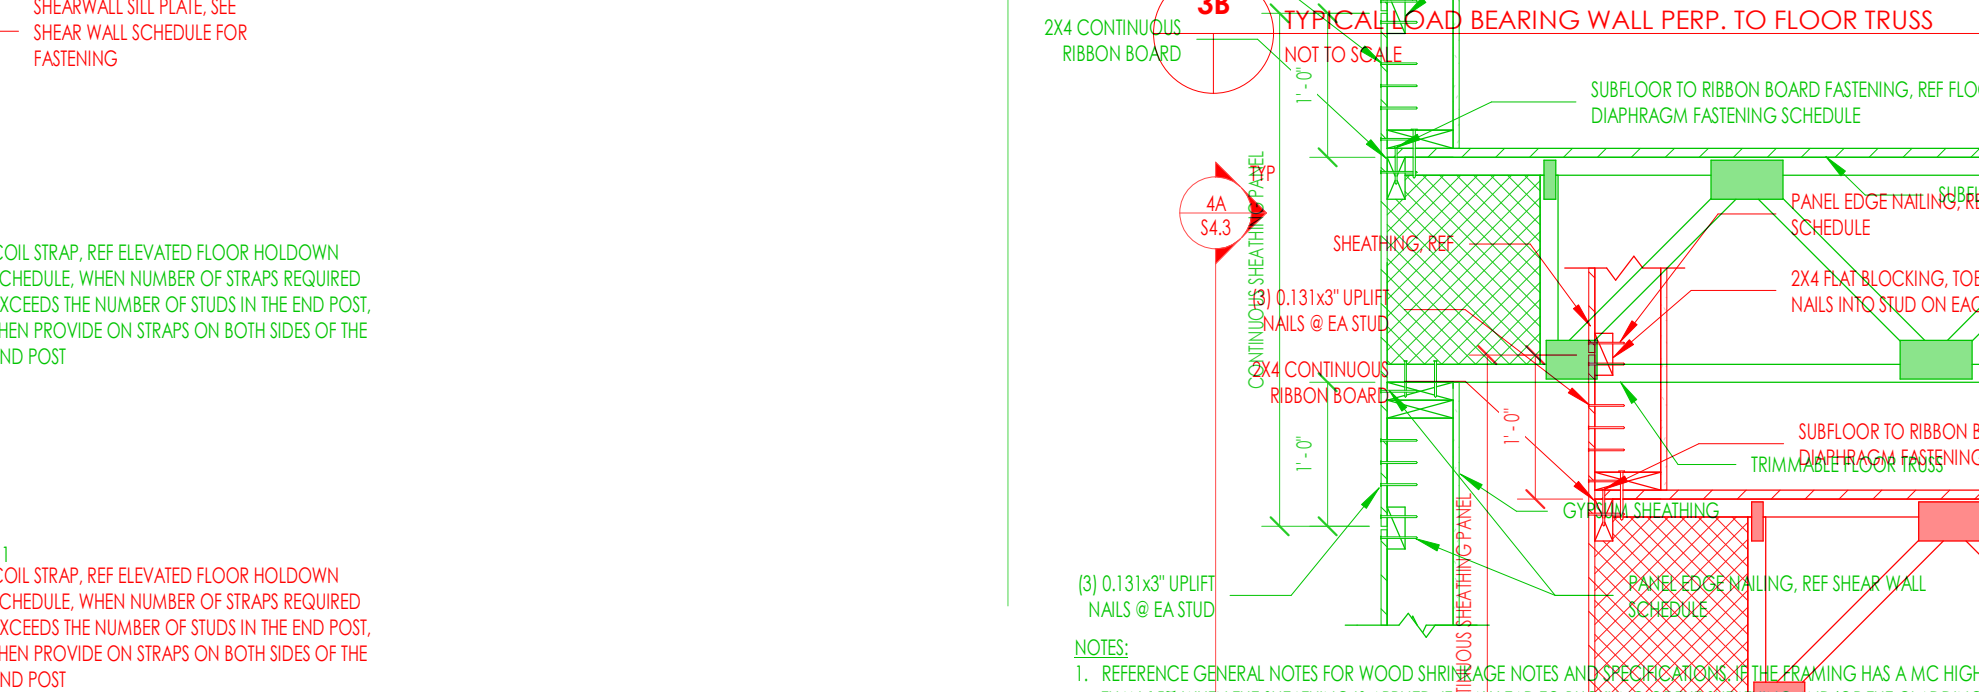 SHEARWALL SILL PLATE, SEE
SHEAR WALL SCHEDULE FOR
FASTENING
COIL STRAP, REF ELEVATED FLOOR HOLDOWN
CHEDULE, WHEN NUMBER OF STRAPS REQUIRED
XCEEDS THE NUMBER OF STUDS IN THE END POST,
HEN PROVIDE ON STRAPS ON BOTH SIDES OF THE
ND POST
1
COIL STRAP, REF ELEVATED FLOOR HOLDOWN
CHEDULE, WHEN NUMBER OF STRAPS REQUIRED
XCEEDS THE NUMBER OF STUDS IN THE END POST,
HEN PROVIDE ON STRAPS ON BOTH SIDES OF THE
ND POST
3B
TYPICAL LOAD BEARING WALL PERP. TO FLOOR TRUSS
NOT TO SCALE
2X4 CONTINUOUS
RIBBON BOARD
1' - 0"
SUBFLOOR TO RIBBON BOARD FASTENING, REF FLO
DIAPHRAGM FASTENING SCHEDULE
CONTINUOUS SHEATHING PANEL
TYP
4A
S4.3
SHEATHING, REF
SUBFL
PANEL EDGE NAILING, RE
SCHEDULE
2X4 FLAT BLOCKING, TOE
NAILS INTO STUD ON EAC
(3) 0.131x3" UPLIFT
NAILS @ EA STUD
2X4 CONTINUOUS
RIBBON BOARD
1' - 0"
1' - 0"
SUBFLOOR TO RIBBON B
DIAPHRAGM FASTENING
TRIMMABLE FLOOR TRUSS
GYPSUM SHEATHING
TINUOUS SHEATHING PANEL
(3) 0.131x3" UPLIFT
NAILS @ EA STUD
PANEL EDGE NAILING, REF SHEAR WALL
SCHEDULE
NOTES:
1. REFERENCE GENERAL NOTES FOR WOOD SHRINKAGE NOTES AND SPECIFICATIONS. IF THE FRAMING HAS A MC HIGH